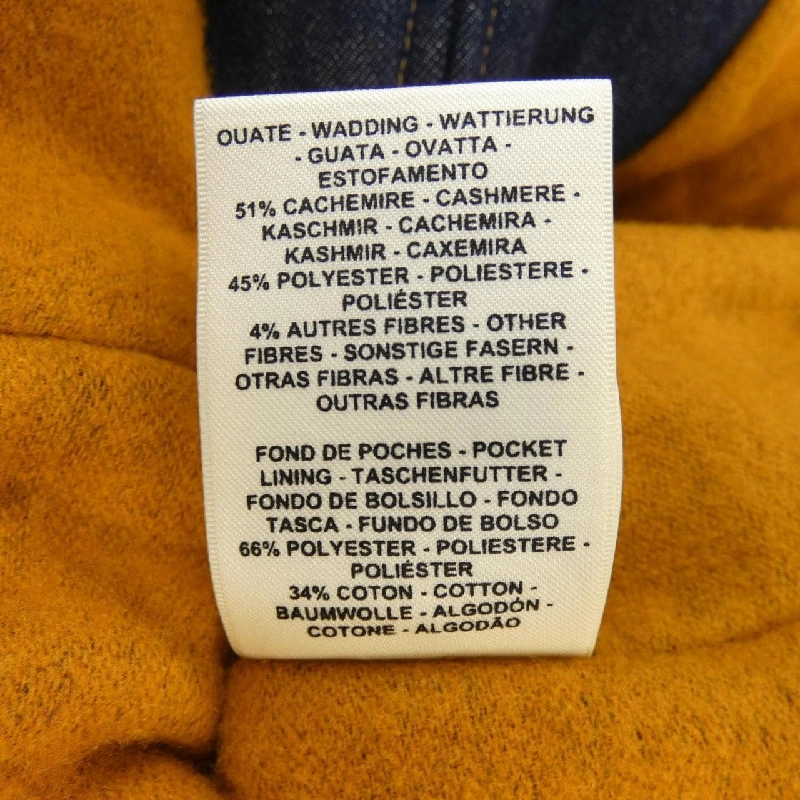 OUATE - WADDING - WATTIERUNG
- GUATA - OVATTA -
ESTOFAMENTO
51% CACHEMIRE - CASHMERE -
KASCHMIR - CACHEMIRA -
KASHMIR - CAXEMIRA
45% POLYESTER - POLIESTERE -
POLIÉSTER
4% AUTRES FIBRES - OTHER
FIBRES - SONSTIGE FASERN -
OTRAS FIBRAS - ALTRE FIBRE -
OUTRAS FIBRAS
FOND DE POCHES - POCKET
LINING - TASCHENFUTTER -
FONDO DE BOLSILLO - FONDO
TASCA - FUNDO DE BOLSO
66% POLYESTER - POLIESTERE -
POLIÉSTER
34% COTON - COTTON -
BAUMWOLLE - ALGODÓN -
COTONE - ALGODÃO